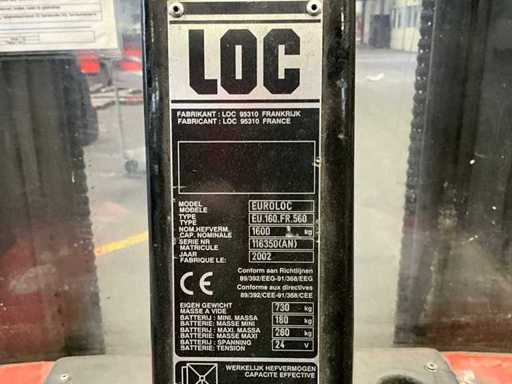 LOC
FABRIKANT : LOC 95310 FRANKRIJK
FABRICANT : LOC 95310 FRANCE
MODEL
MODELE EUROLOC
TYPE
TYPE EU.160.FR.560
NOM.HEFVERM.
CAP. NOMINALE 1600 kg
SERIE NR
MATRICULE 116350(AN)
JAAR
FABRIQUE LE: 2002
CE
Conform aan Richtlijnen
89/392/EEG-91/368/EEG
Conforme aux directives
89/392/CEE-91/368/CEE
EIGEN GEWICHT
MASSE A VIDE 730 kg
BATTERIJ : MINI. MASSA
BATTERIE : MASSE MINI 160 kg
BATTERIJ : MAXI. MASSA
BATTERIE : MASSE MAXI 260 kg
BATTERIJ : SPANNING
BATTERIE: TENSION 24 V
WERKELIJK HEFVERMOGEN
CAPACITE EFFECTIVE